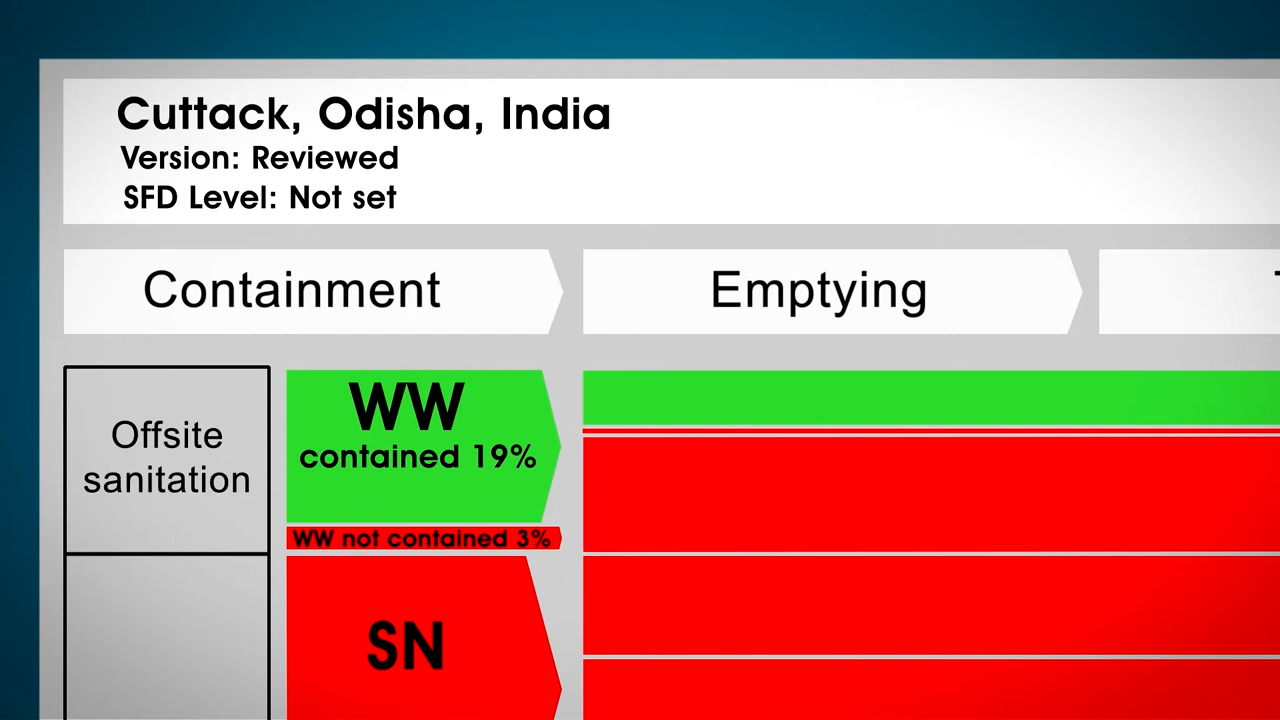 Cuttack, Odisha, India
Version: Reviewed
SFD Level: Not set
Containment
Emptying
Offsite
sanitation
WW
contained 19%
WW not contained 3%
SN